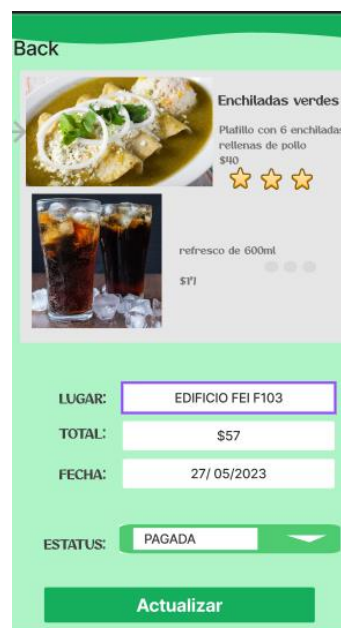 Back
Enchiladas verdes
Platillo con 6 enchiladas
rellenas de pollo
$40
refresco de 600ml
$17
LUGAR: EDIFICIO FEI F103
TOTAL: $57
FECHA: 27/ 05/2023
ESTATUS: PAGADA
Actualizar